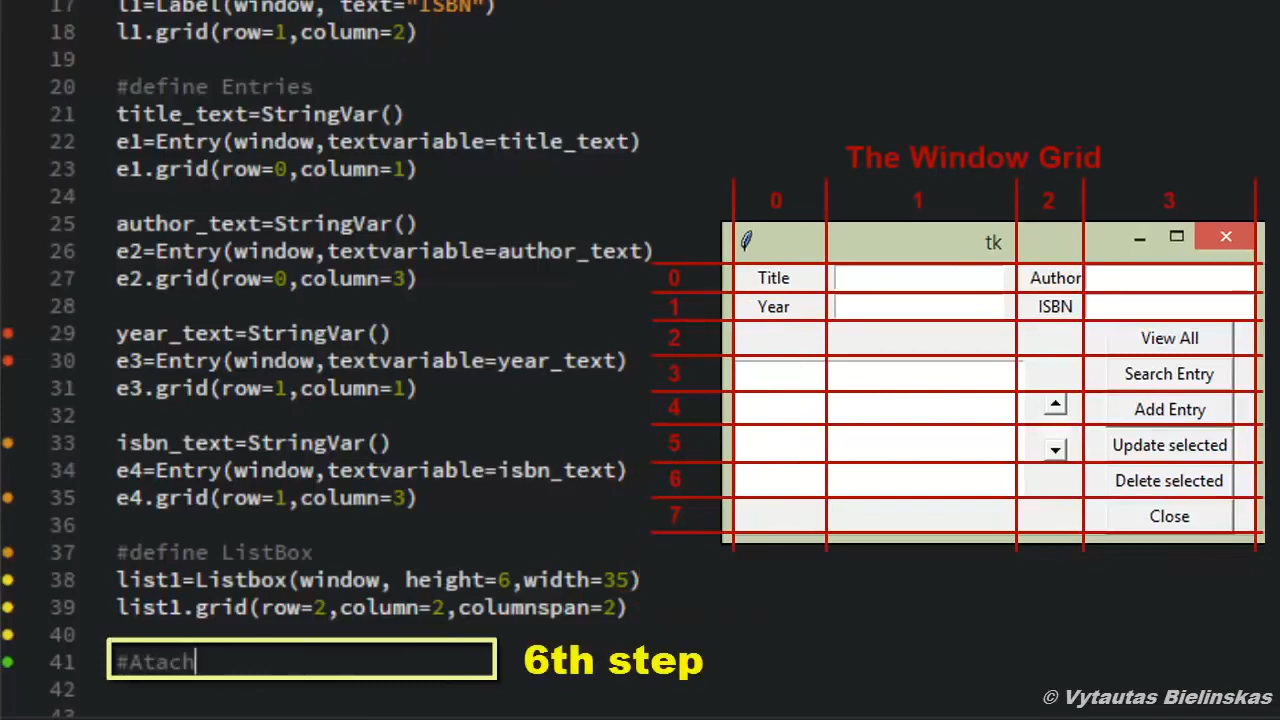 17 l1=Label(window, text="ISBN")
18 l1.grid(row=1,column=2)
19
20 #define Entries
21 title_text=StringVar()
22 e1=Entry(window,textvariable=title_text)
23 e1.grid(row=0,column=1)
24
25 author_text=StringVar()
26 e2=Entry(window,textvariable=author_text)
27 e2.grid(row=0,column=3)
28
29 year_text=StringVar()
30 e3=Entry(window,textvariable=year_text)
31 e3.grid(row=1,column=1)
32
33 isbn_text=StringVar()
34 e4=Entry(window,textvariable=isbn_text)
35 e4.grid(row=1,column=3)
36
37 #define ListBox
38 list1=Listbox(window, height=6,width=35)
39 list1.grid(row=2,column=2,columnspan=2)
40
41 #Atach
42
43
6th step
The Window Grid
0 1 2 3
tk
0 Title Author
1 Year ISBN
2 View All
3 Search Entry
4 Add Entry
5 Update selected
6 Delete selected
7 Close
© Vytautas Bielinskas